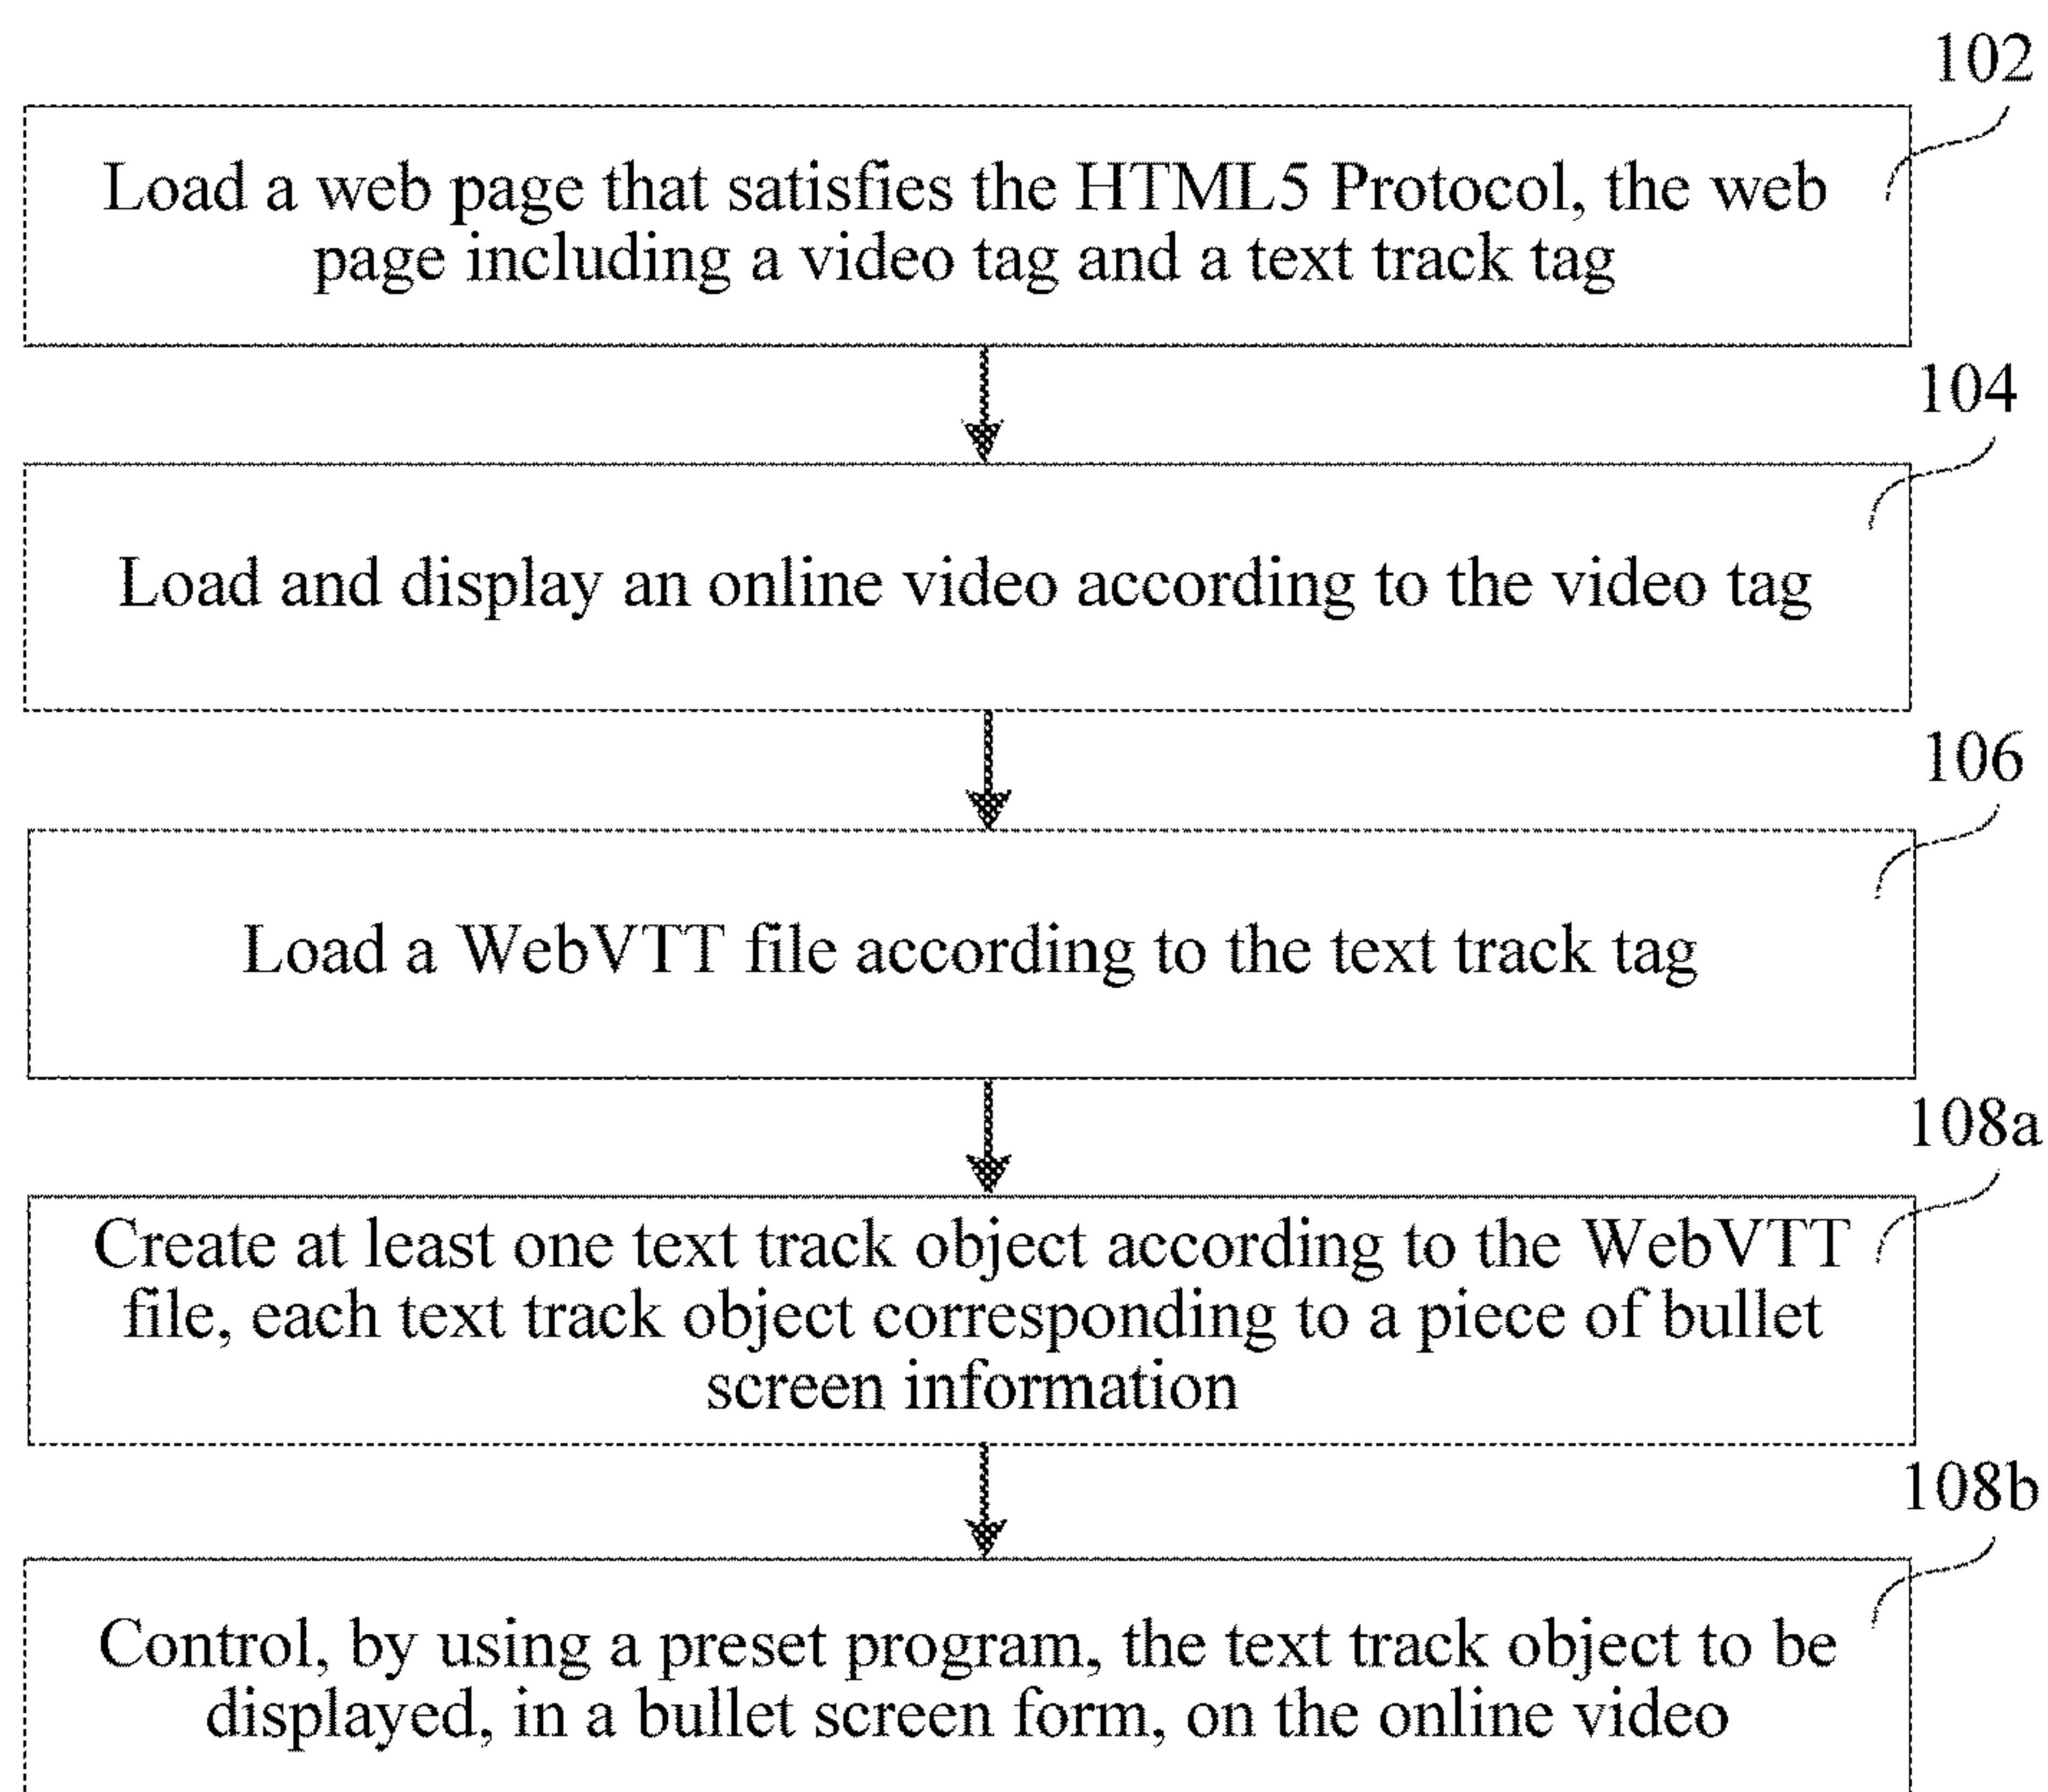 102
Load a web page that satisfies the HTML5 Protocol, the web
page including a video tag and a text track tag
104
Load and display an online video according to the video tag
106
Load a WebVTT file according to the text track tag
108a
Create at least one text track object according to the WebVTT
file, each text track object corresponding to a piece of bullet
screen information
108b
Control, by using a preset program, the text track object to be
displayed, in a bullet screen form, on the online video